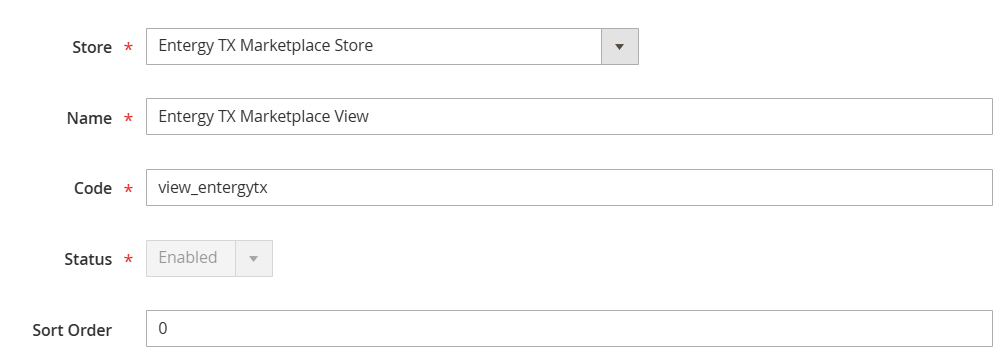 Store * Entergy TX Marketplace Store
Name * Entergy TX Marketplace View
Code * view_entergytx
Status * Enabled
Sort Order 0